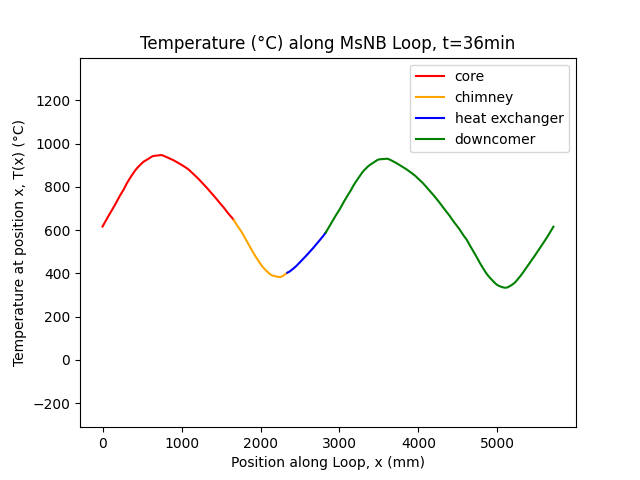 Temperature (°C) along MsNB Loop, t=36min
Temperature at position x, T(x) (°C)
1200
1000
800
600
400
200
0
−200
core
chimney
heat exchanger
downcomer
0 1000 2000 3000 4000 5000
Position along Loop, x (mm)